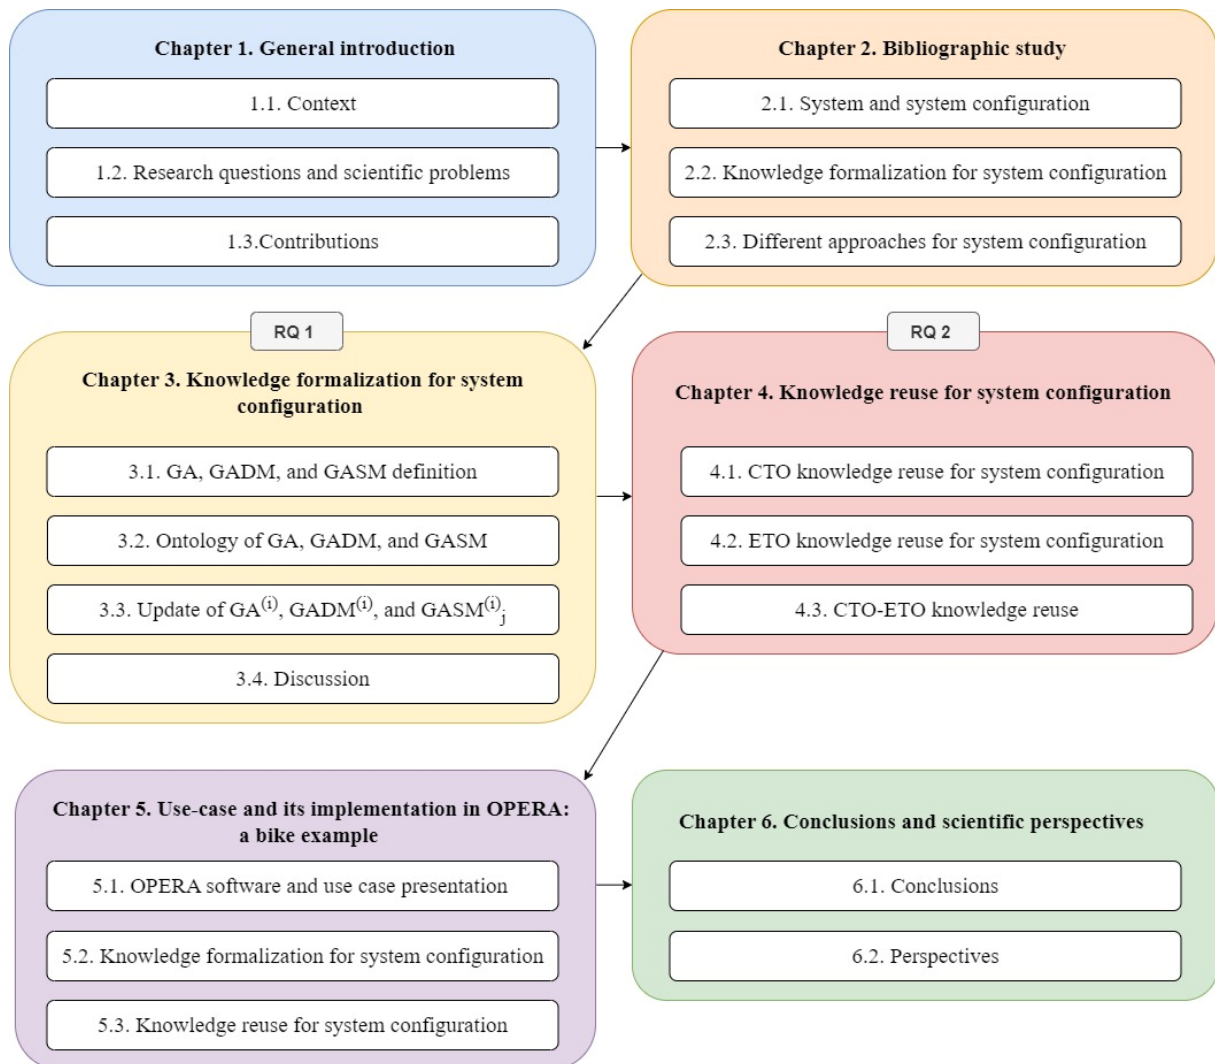 Chapter 1. General introduction
1.1. Context
1.2. Research questions and scientific problems
1.3.Contributions
Chapter 2. Bibliographic study
2.1. System and system configuration
2.2. Knowledge formalization for system configuration
2.3. Different approaches for system configuration
RQ 1
Chapter 3. Knowledge formalization for system
configuration
3.1. GA, GADM, and GASM definition
3.2. Ontology of GA, GADM, and GASM
3.3. Update of GA(i), GADM(i), and GASM(i)j
3.4. Discussion
RQ 2
Chapter 4. Knowledge reuse for system configuration
4.1. CTO knowledge reuse for system configuration
4.2. ETO knowledge reuse for system configuration
4.3. CTO-ETO knowledge reuse
Chapter 5. Use-case and its implementation in OPERA:
a bike example
5.1. OPERA software and use case presentation
5.2. Knowledge formalization for system configuration
5.3. Knowledge reuse for system configuration
Chapter 6. Conclusions and scientific perspectives
6.1. Conclusions
6.2. Perspectives